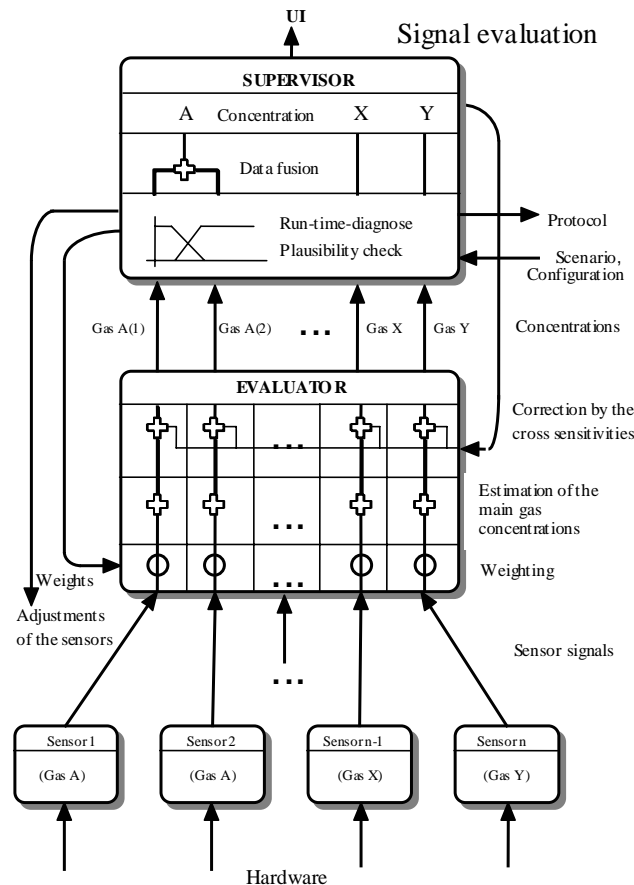 UI
Signal evaluation
SUPERVISOR
A Concentration X Y
Data fusion
Run-time-diagnose
Plausibility check
Protocol
Scenario,
Configuration
Gas A(1) Gas A(2) ... Gas X Gas Y
Concentrations
EVALUATOR
Correction by the
cross sensitivities
...
Estimation of the
main gas
concentrations
...
Weighting
...
Weights
Adjustments
of the sensors
Sensor signals
...
Sensor1 Sensor2 Sensorn-1 Sensorn
(Gas A) (Gas A) (Gas X) (Gas Y)
Hardware